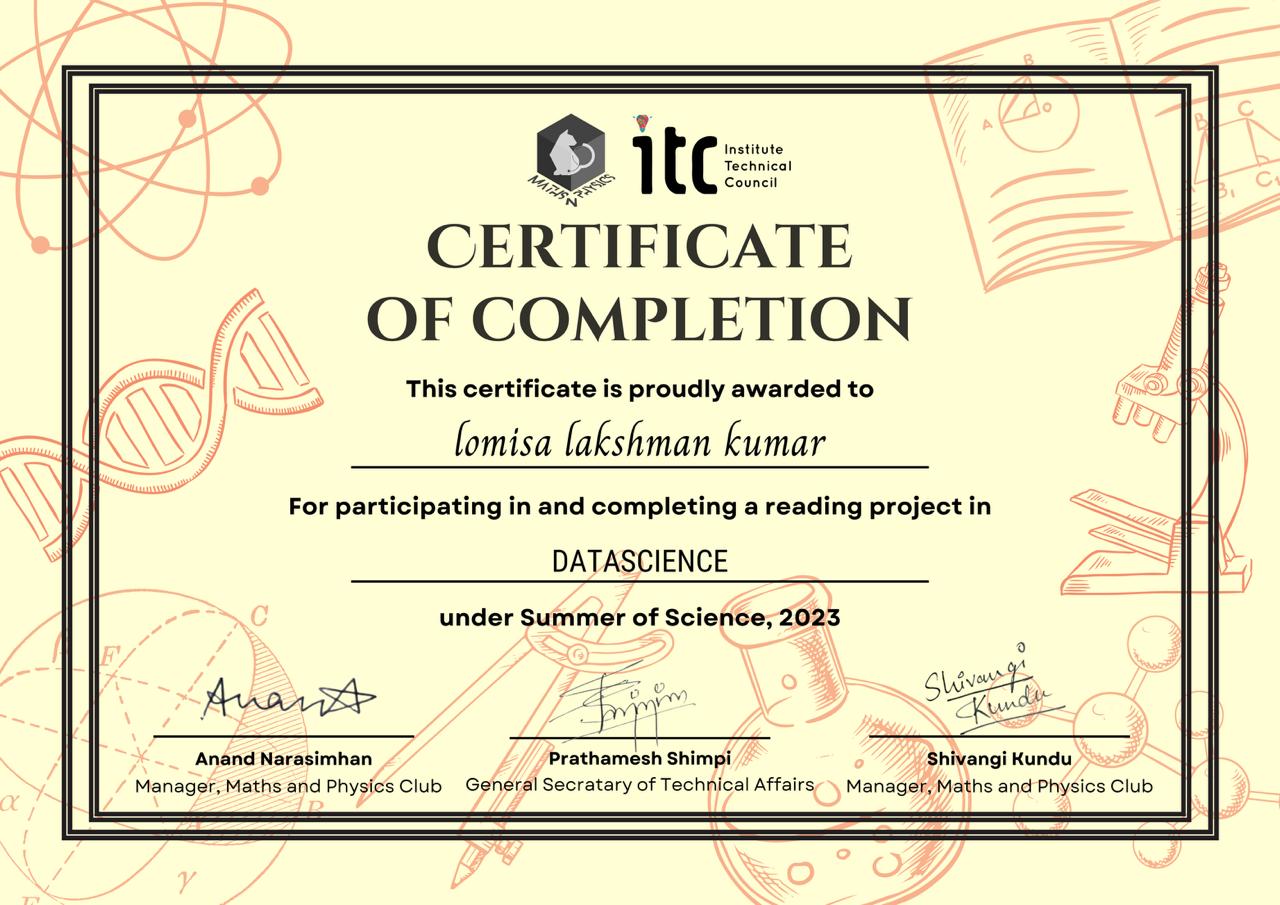 MATHS N PHYSICS
itc Institute
Technical
Council
CERTIFICATE
OF COMPLETION
This certificate is proudly awarded to
lomisa lakshman kumar
For participating in and completing a reading project in
DATASCIENCE
under Summer of Science, 2023
Anand
Shivangi
Kundu
Anand Narasimhan
Manager, Maths and Physics Club
Prathamesh Shimpi
General Secratary of Technical Affairs
Shivangi Kundu
Manager, Maths and Physics Club
A
B
O
B
C
B₁
C₁
C
F
B
α
γ